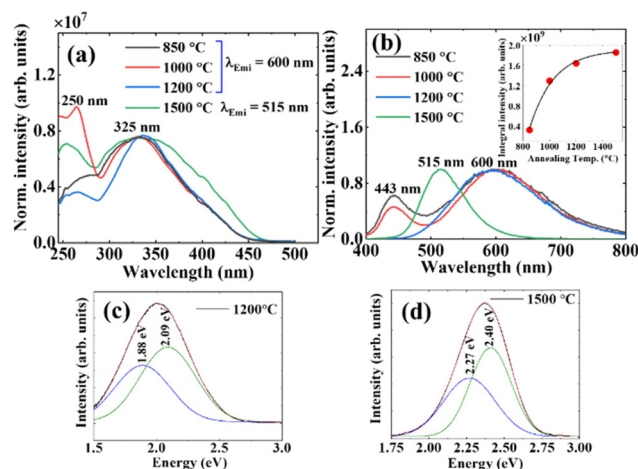 ×10⁷
1.5
1.2
0.9
0.6
0.3
0.0
Norm. intensity (arb. units)
(a)
850 °C
1000 °C
1200 °C
1500 °C
λEmi = 600 nm
λEmi = 515 nm
250 nm
325 nm
250 300 350 400 450 500
Wavelength (nm)
2.4
1.6
0.8
0.0
Norm. intensity (arb. units)
(b)
850 °C
1000 °C
1200 °C
1500 °C
×10⁹
2.0
1.6
1.2
0.8
0.4
Integral intensity (arb. units)
800 1000 1200 1400
Annealing Temp. (°C)
443 nm
515 nm
600 nm
400 500 600 700 800
Wavelength (nm)
(c)
1200°C
1.88 eV
2.09 eV
Intensity (arb. units)
1.5 2.0 2.5 3.0
Energy (eV)
(d)
1500 °C
2.27 eV
2.40 eV
Intensity (arb. units)
1.75 2.00 2.25 2.50 2.75 3.00
Energy (eV)